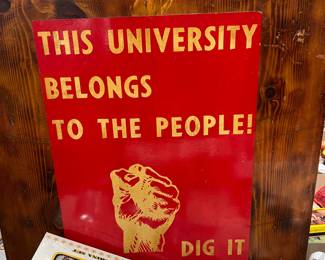 THIS UNIVERSITY
BELONGS
TO THE PEOPLE!
DIG IT